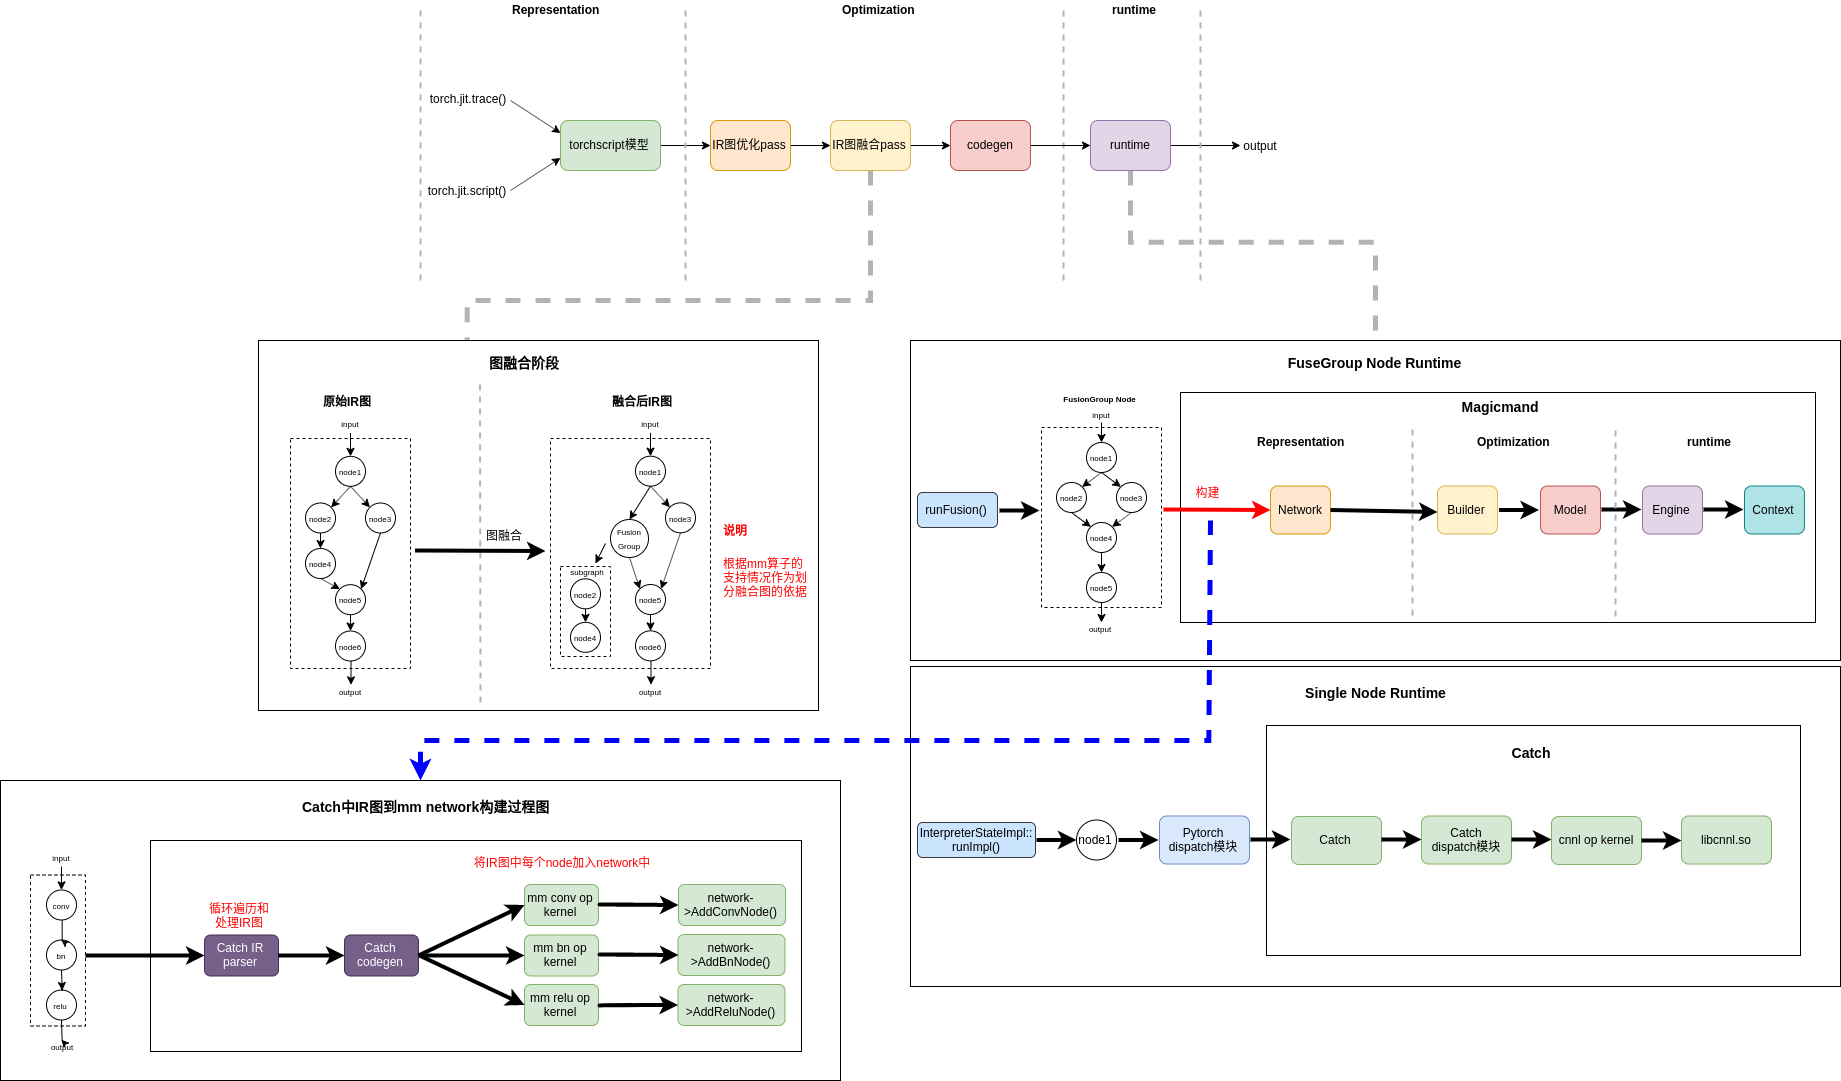 Representation
Optimization
runtime
torch.jit.trace()
torch.jit.script()
torchscript模型
IR图优化pass
IR图融合pass
codegen
runtime
output
图融合阶段
原始IR图
input
node1
node2
node3
node4
node5
node6
output
图融合
融合后IR图
input
node1
Fusion
Group
node3
subgraph
node2
node4
node5
node6
output
说明
根据mm算子的
支持情况作为划
分融合图的依据
FuseGroup Node Runtime
runFusion()
FusionGroup Node
input
node1
node2
node3
node4
node5
output
构建
Magicmand
Representation
Optimization
runtime
Network
Builder
Model
Engine
Context
Single Node Runtime
InterpreterStateImpl::
runImpl()
node1
Pytorch
dispatch模块
Catch
Catch
Catch
dispatch模块
cnnl op kernel
libcnnl.so
Catch中IR图到mm network构建过程图
input
conv
bn
relu
output
循环遍历和
处理IR图
Catch IR
parser
Catch
codegen
将IR图中每个node加入network中
mm conv op
kernel
network-
>AddConvNode()
mm bn op
kernel
network-
>AddBnNode()
mm relu op
kernel
network-
>AddReluNode()